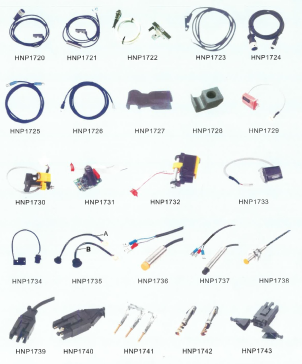 HNP1720 HNP1721 HNP1722 HNP1723 HNP1724
HNP1725 HNP1726 HNP1727 HNP1728 HNP1729
HNP1730 HNP1731 HNP1732 HNP1733
A
B
HNP1734 HNP1735 HNP1736 HNP1737 HNP1738
HNP1739 HNP1740 HNP1741 HNP1742 HNP1743